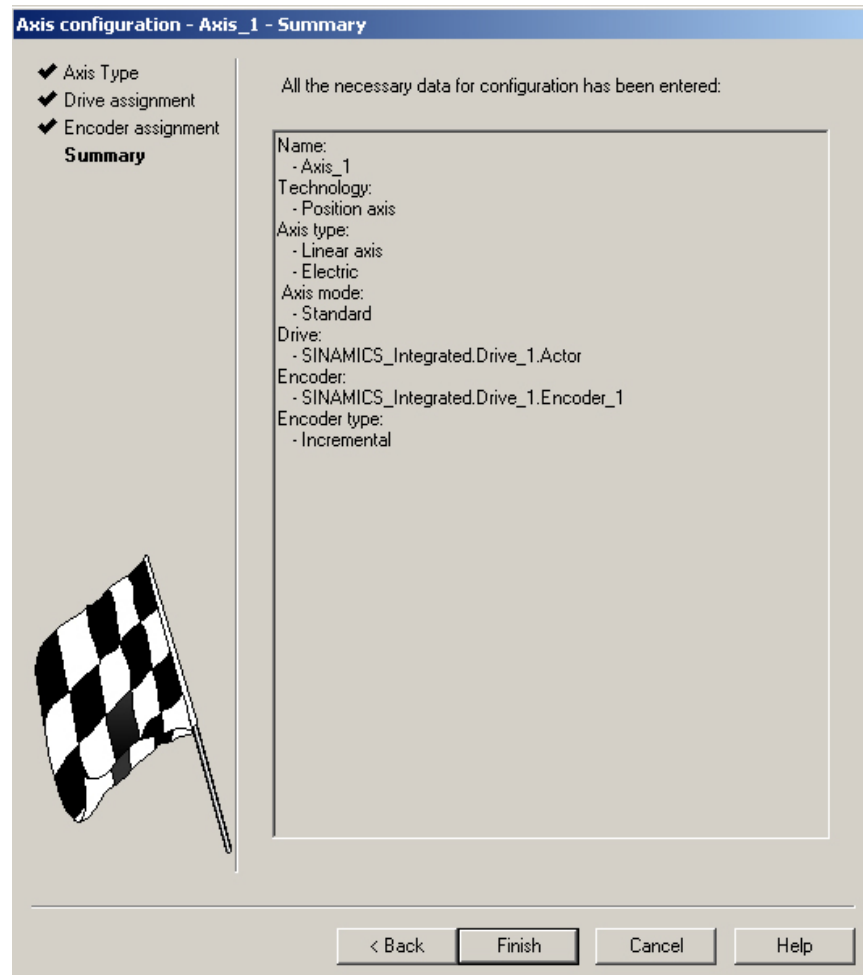 Axis configuration - Axis_1 - Summary
Axis Type
Drive assignment
Encoder assignment
Summary
All the necessary data for configuration has been entered:
Name:
- Axis_1
Technology:
- Position axis
Axis type:
- Linear axis
- Electric
Axis mode:
- Standard
Drive:
- SINAMICS_Integrated.Drive_1.Actor
Encoder:
- SINAMICS_Integrated.Drive_1.Encoder_1
Encoder type:
- Incremental
< Back Finish Cancel Help